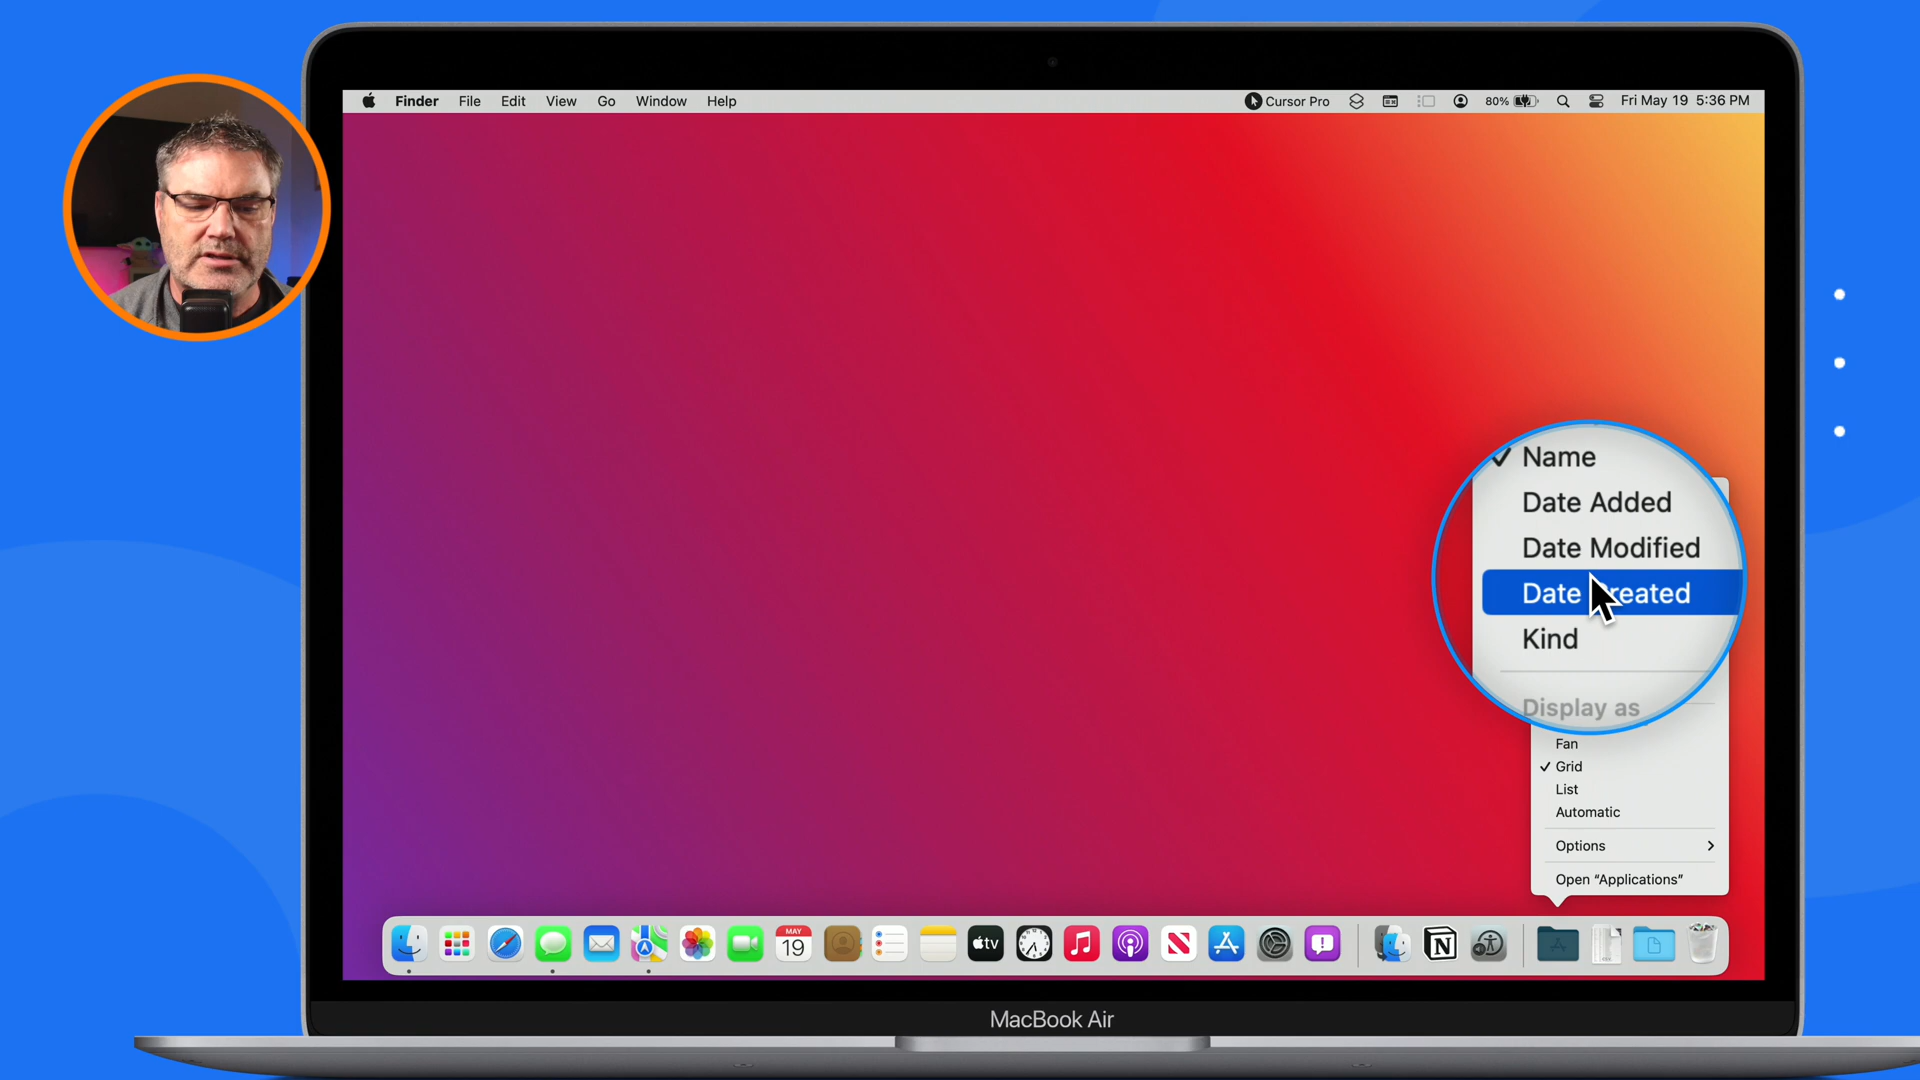 Finder File Edit View Go Window Help Cursor Pro 80% Fri May 19 5:36 PM
✓ Name
Date Added
Date Modified
Date Created
Kind
Display as
Fan
✓ Grid
List
Automatic
Options
Open “Applications”
MAY
19
tv
N
MacBook Air